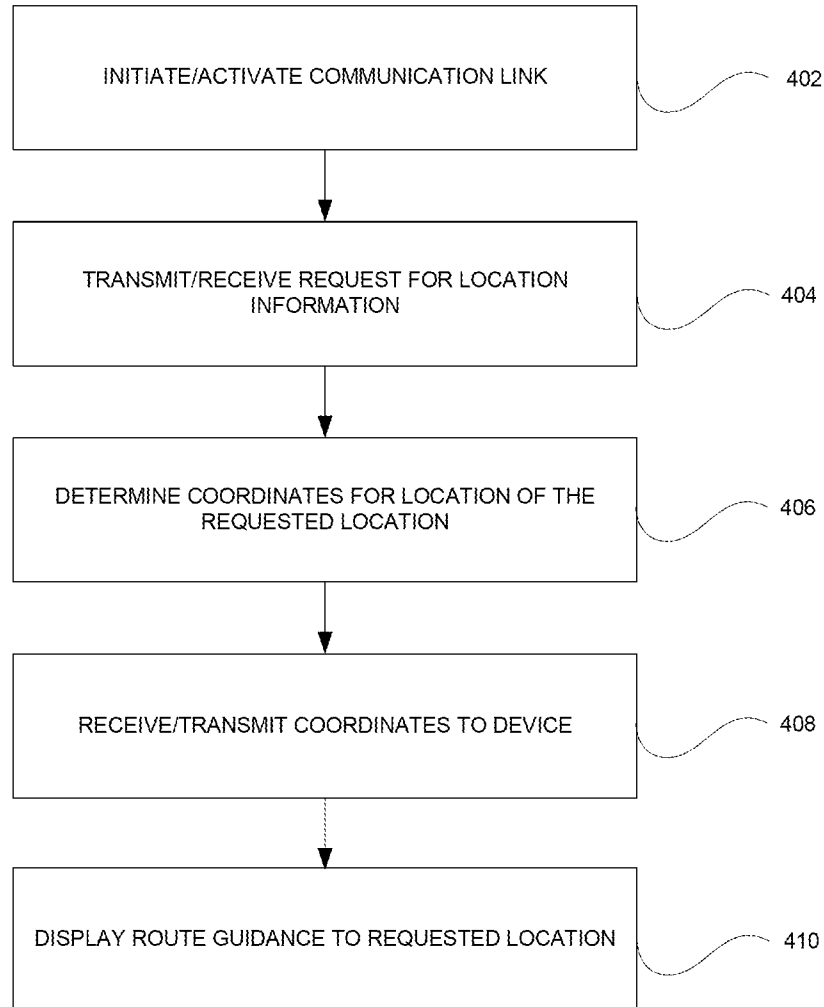 INITIATE/ACTIVATE COMMUNICATION LINK
402
TRANSMIT/RECEIVE REQUEST FOR LOCATION
INFORMATION
404
DETERMINE COORDINATES FOR LOCATION OF THE
REQUESTED LOCATION
406
RECEIVE/TRANSMIT COORDINATES TO DEVICE
408
DISPLAY ROUTE GUIDANCE TO REQUESTED LOCATION
410